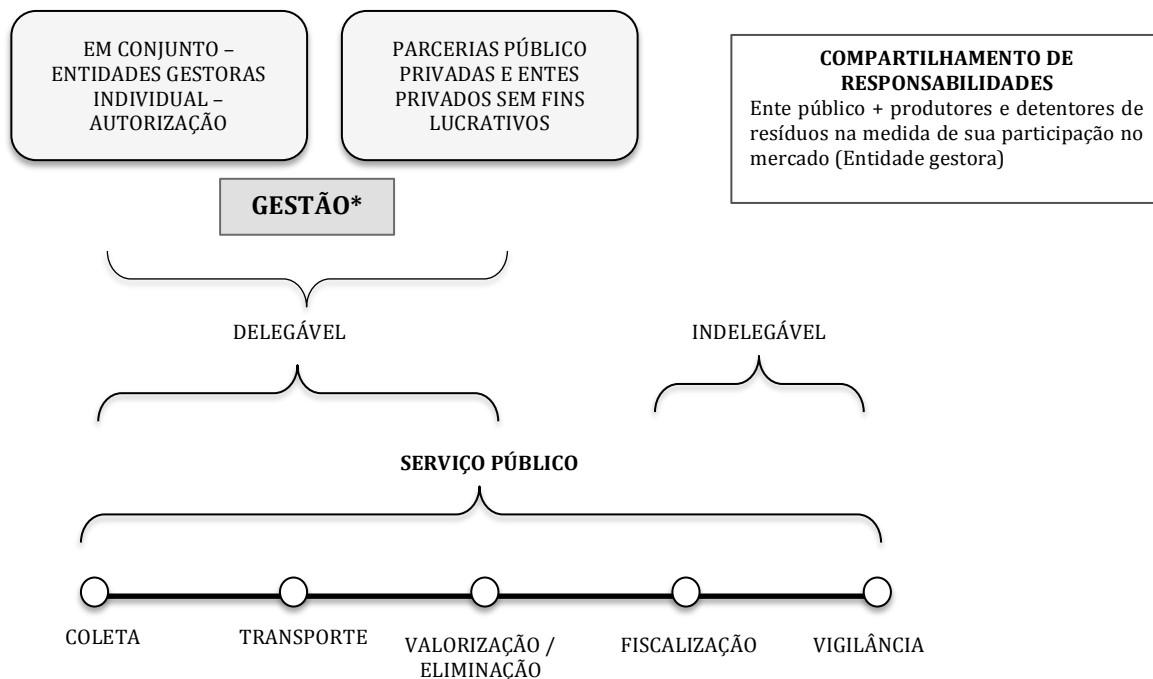 EM CONJUNTO –
ENTIDADES GESTORAS
INDIVIDUAL –
AUTORIZAÇÃO
PARCERIAS PÚBLICO
PRIVADAS E ENTES
PRIVADOS SEM FINS
LUCRATIVOS
COMPARTILHAMENTO DE
RESPONSABILIDADES
Ente público + produtores e detentores de
resíduos na medida de sua participação no
mercado (Entidade gestora)
GESTÃO*
DELEGÁVEL
INDELEGÁVEL
SERVIÇO PÚBLICO
COLETA
TRANSPORTE
VALORIZAÇÃO /
ELIMINAÇÃO
FISCALIZAÇÃO
VIGILÂNCIA